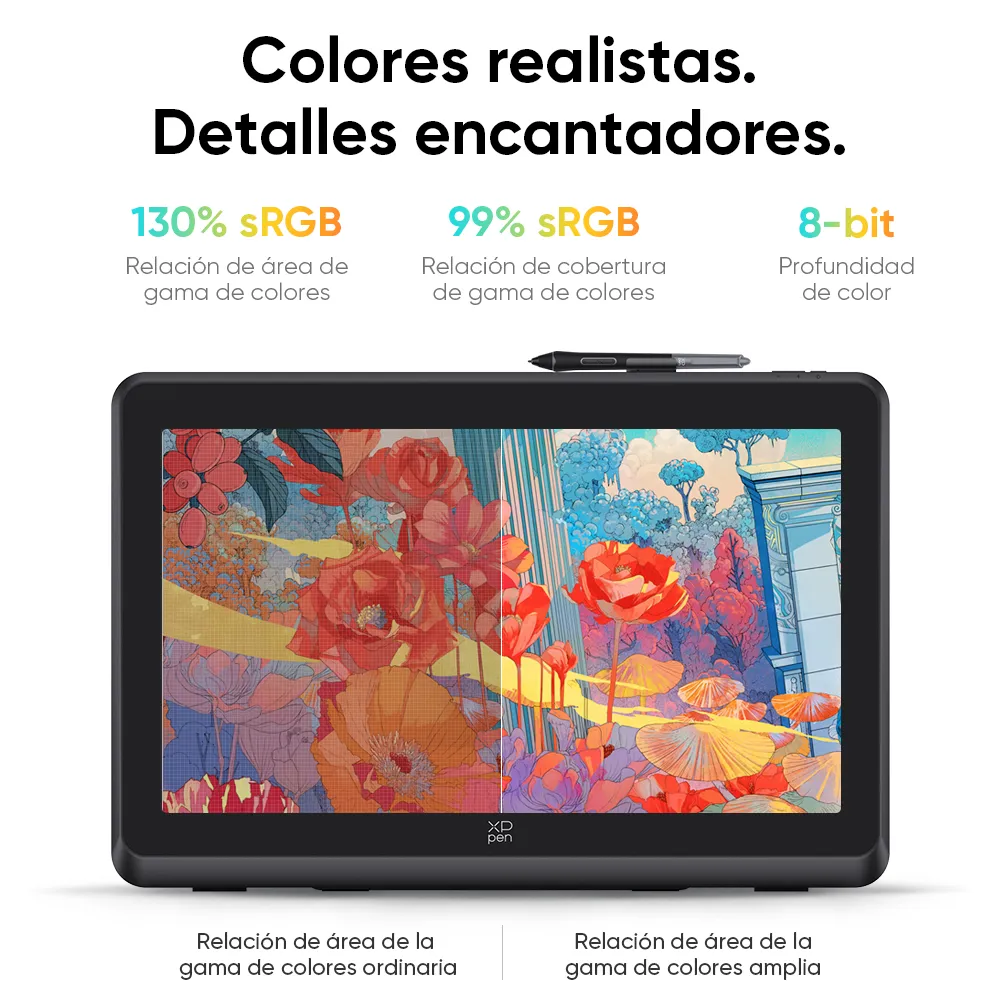 Colores realistas.
Detalles encantadores.
130% sRGB
Relación de área de
gama de colores
99% sRGB
Relación de cobertura
de gama de colores
8-bit
Profundidad
de color
XP
pen
Relación de área de la
gama de colores ordinaria
Relación de área de la
gama de colores amplia